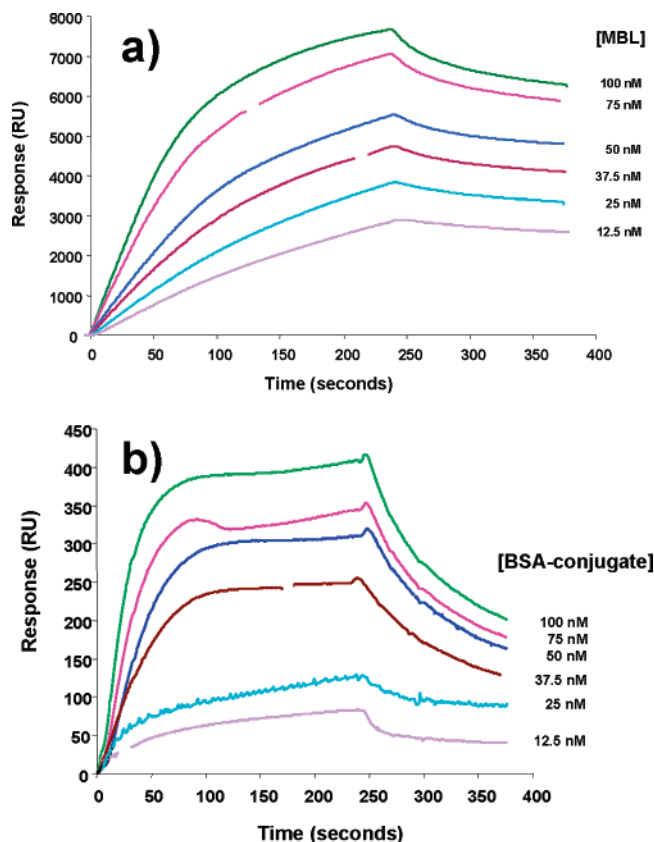 a)
8000
7000
6000
5000
4000
3000
2000
1000
0
Response (RU)
0 50 100 150 200 250 300 350 400
Time (seconds)
[MBL]
100 nM
75 nM
50 nM
37.5 nM
25 nM
12.5 nM
b)
450
400
350
300
250
200
150
100
50
0
Response (RU)
0 50 100 150 200 250 300 350 400
Time (seconds)
[BSA-conjugate]
100 nM
75 nM
50 nM
37.5 nM
25 nM
12.5 nM